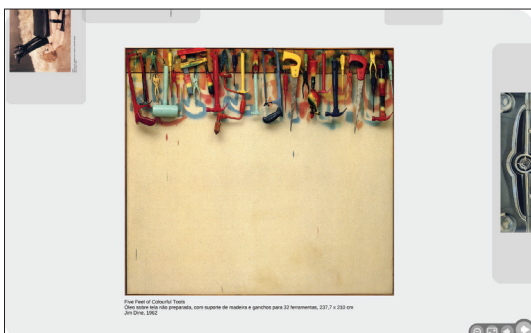 Five Feet of Colourful Tools
Óleo sobre tela não preparada, com suporte de madeira e ganchos para 32 ferramentas, 237,7 x 210 cm
Jim Dine, 1962